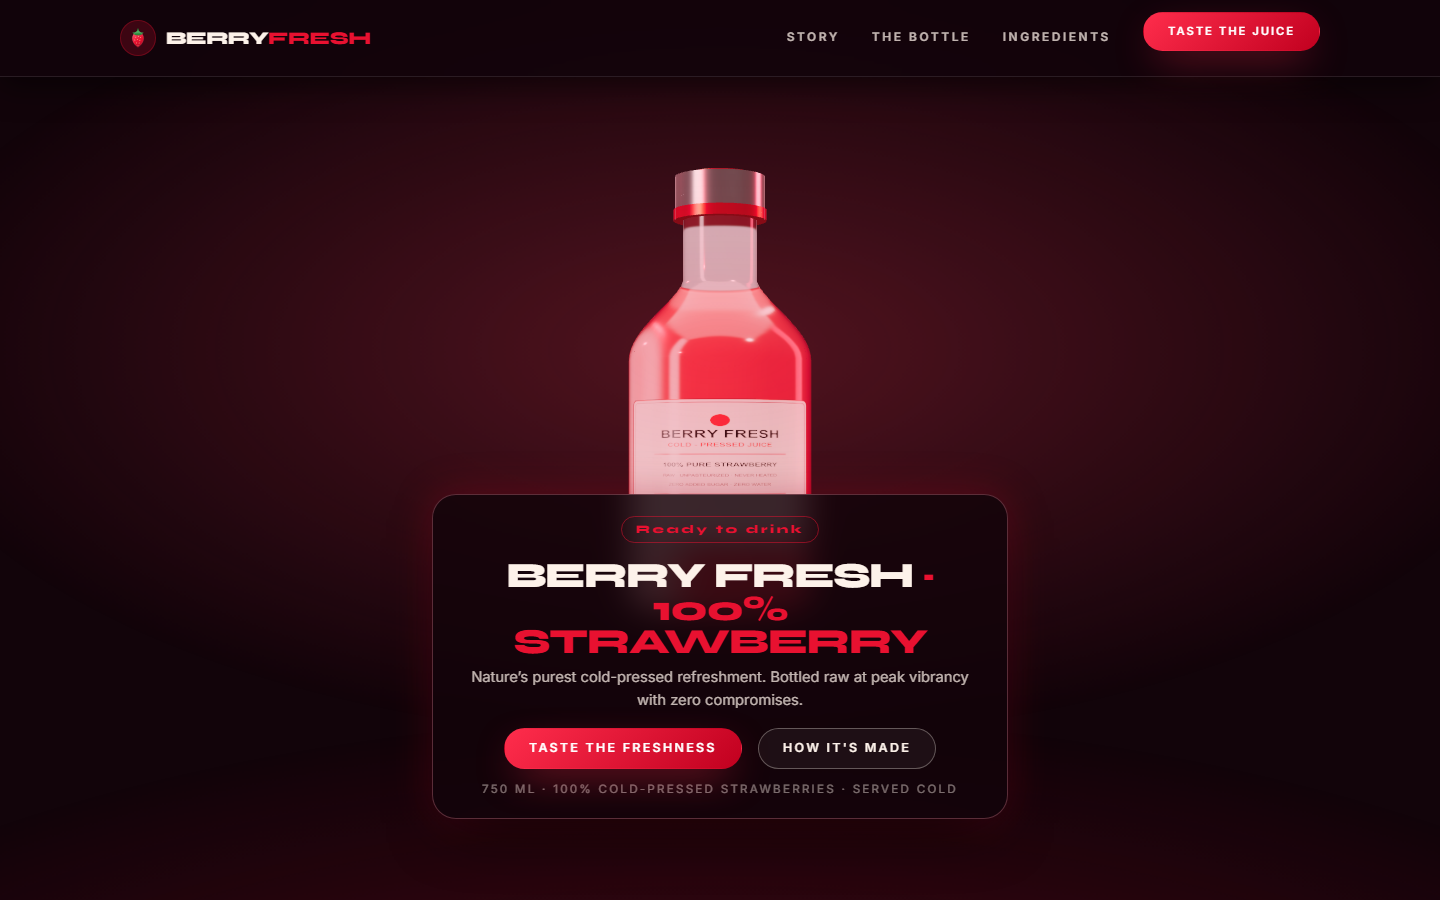 BERRYFRESH
STORY
THE BOTTLE
INGREDIENTS
TASTE THE JUICE
BERRY FRESH
COLD - PRESSED JUICE
100% PURE STRAWBERRY
Ready to drink
BERRY FRESH -
100%
STRAWBERRY
Nature’s purest cold-pressed refreshment. Bottled raw at peak vibrancy
with zero compromises.
TASTE THE FRESHNESS
HOW IT'S MADE
750 ML · 100% COLD-PRESSED STRAWBERRIES · SERVED COLD